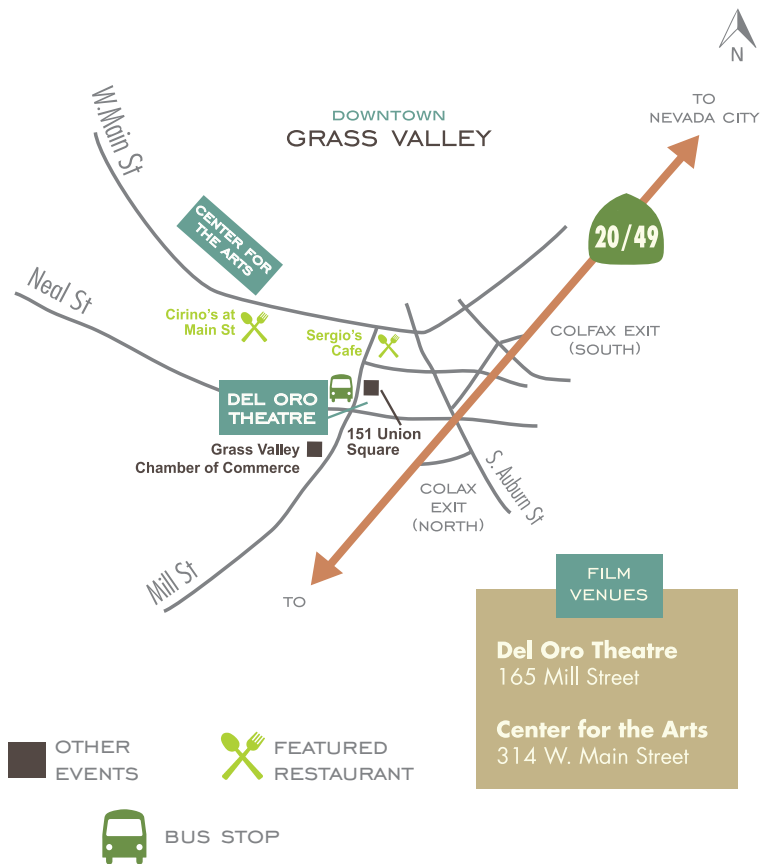 N
TO
NEVADA CITY
DOWNTOWN
GRASS VALLEY
W.Main St
20/49
CENTER FOR
THE ARTS
Neal St
Cirino's at
Main St
Sergio's
Cafe
COLFAX EXIT
(SOUTH)
DEL ORO
THEATRE
151 Union
Square
Grass Valley
Chamber of Commerce
S. Auburn St
COLAX
EXIT
(NORTH)
Mill St
TO
FILM
VENUES
Del Oro Theatre
165 Mill Street
Center for the Arts
314 W. Main Street
OTHER
EVENTS
FEATURED
RESTAURANT
BUS STOP